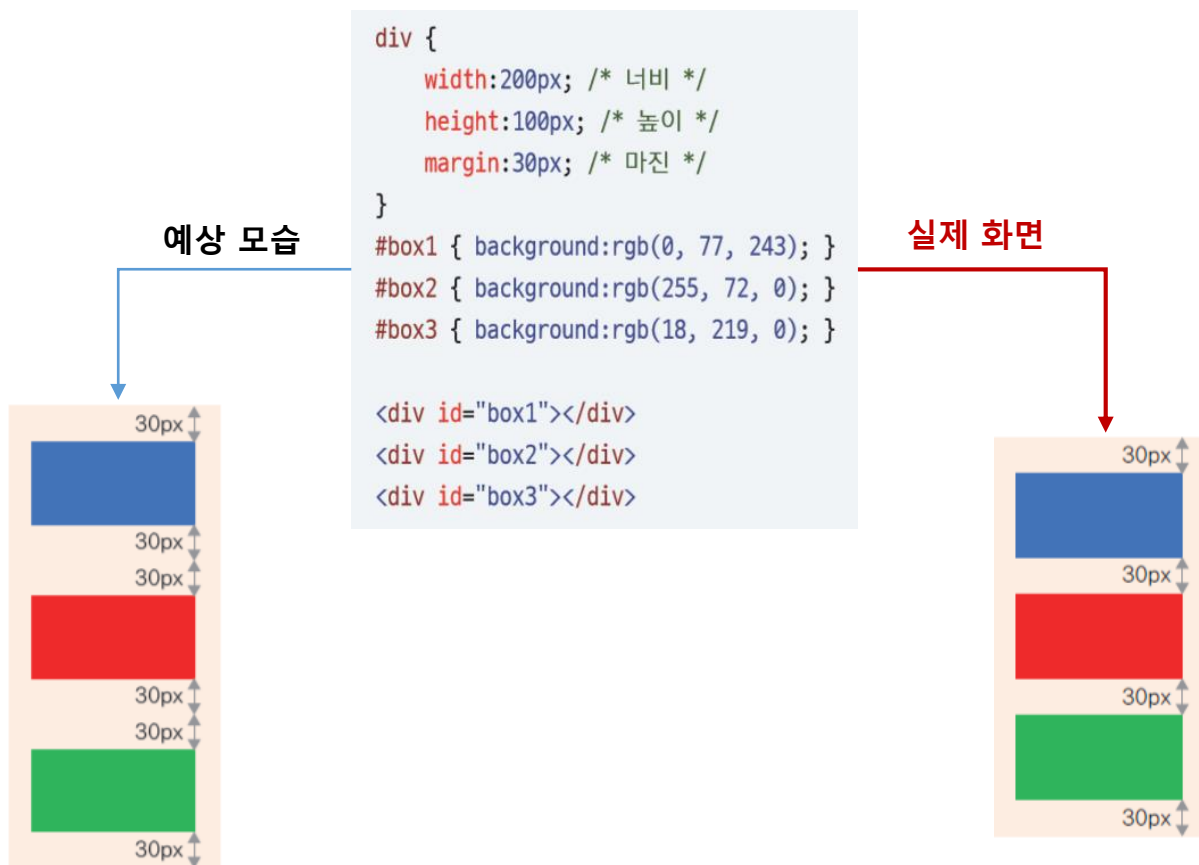 div {
width:200px; /* 너비 */
height:100px; /* 높이 */
margin:30px; /* 마진 */
}
#box1 { background:rgb(0, 77, 243); }
#box2 { background:rgb(255, 72, 0); }
#box3 { background:rgb(18, 219, 0); }
<div id="box1"></div>
<div id="box2"></div>
<div id="box3"></div>
예상 모습
30px
30px
30px
30px
30px
30px
실제 화면
30px
30px
30px
30px